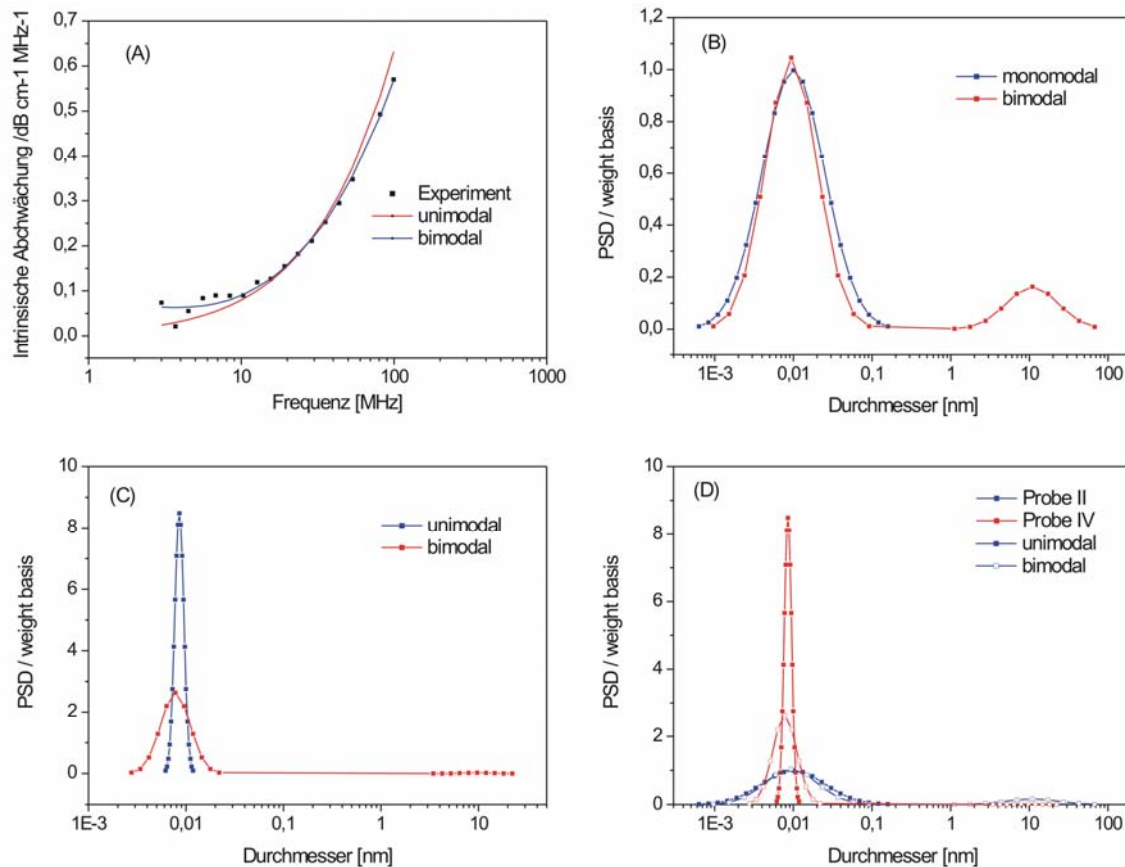 (A)
Intrinsische Abchwächung /dB cm-1 MHz-1
0,7
0,6
0,5
0,4
0,3
0,2
0,1
0,0
Experiment
unimodal
bimodal
1
10
100
1000
Frequenz [MHz]
(B)
PSD / weight basis
1,2
1,0
0,8
0,6
0,4
0,2
0,0
monomodal
bimodal
1E-3
0,01
0,1
1
10
100
Durchmesser [nm]
(C)
PSD / weight basis
10
8
6
4
2
0
unimodal
bimodal
1E-3
0,01
0,1
1
10
Durchmesser [nm]
(D)
PSD / weight basis
10
8
6
4
2
0
Probe II
Probe IV
unimodal
bimodal
1E-3
0,01
0,1
1
10
100
Durchmesser [nm]